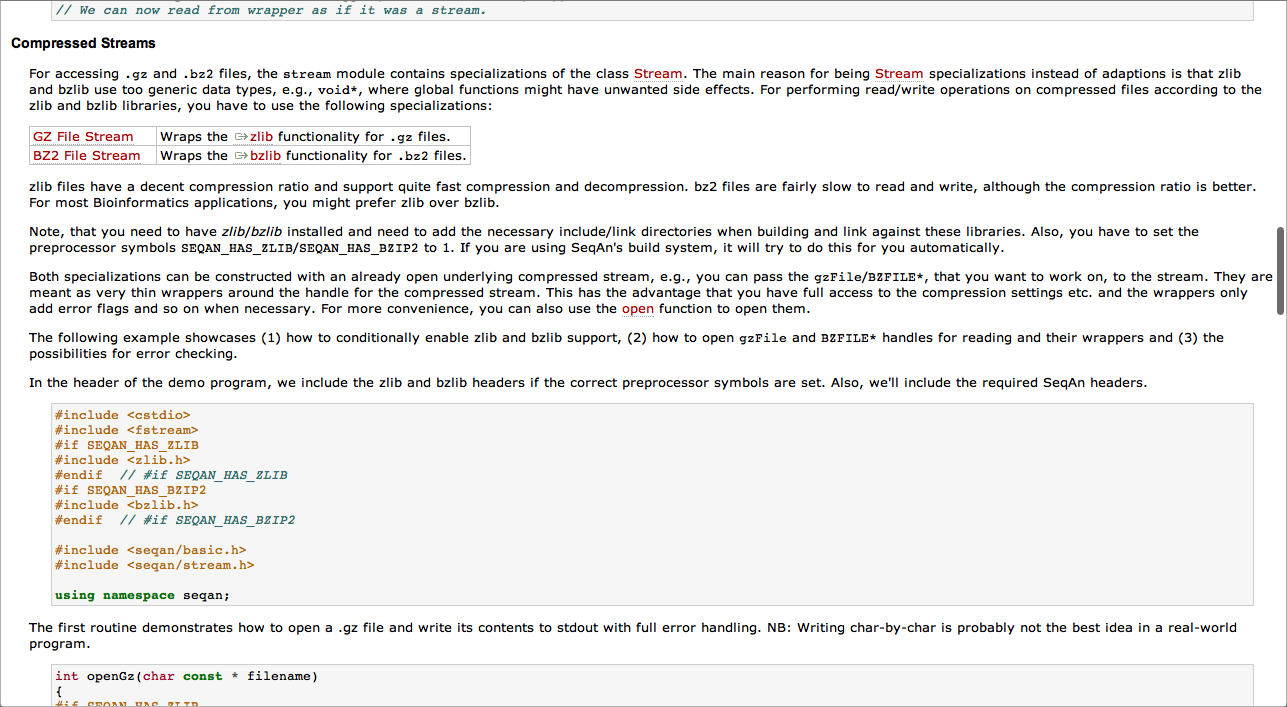 // We can now read from wrapper as if it was a stream.
Compressed Streams
For accessing .gz and .bz2 files, the stream module contains specializations of the class Stream. The main reason for being Stream specializations instead of adaptions is that zlib
and bzlib use too generic data types, e.g., void*, where global functions might have unwanted side effects. For performing read/write operations on compressed files according to the
zlib and bzlib libraries, you have to use the following specializations:
GZ File Stream Wraps the zlib functionality for .gz files.
BZ2 File Stream Wraps the bzlib functionality for .bz2 files.
zlib files have a decent compression ratio and support quite fast compression and decompression. bz2 files are fairly slow to read and write, although the compression ratio is better.
For most Bioinformatics applications, you might prefer zlib over bzlib.
Note, that you need to have zlib/bzlib installed and need to add the necessary include/link directories when building and link against these libraries. Also, you have to set the
preprocessor symbols SEQAN_HAS_ZLIB/SEQAN_HAS_BZIP2 to 1. If you are using SeqAn's build system, it will try to do this for you automatically.
Both specializations can be constructed with an already open underlying compressed stream, e.g., you can pass the gzFile/BZFILE*, that you want to work on, to the stream. They are
meant as very thin wrappers around the handle for the compressed stream. This has the advantage that you have full access to the compression settings etc. and the wrappers only
add error flags and so on when necessary. For more convenience, you can also use the open function to open them.
The following example showcases (1) how to conditionally enable zlib and bzlib support, (2) how to open gzFile and BZFILE* handles for reading and their wrappers and (3) the
possibilities for error checking.
In the header of the demo program, we include the zlib and bzlib headers if the correct preprocessor symbols are set. Also, we'll include the required SeqAn headers.
#include <cstdio>
#include <fstream>
#if SEQAN_HAS_ZLIB
#include <zlib.h>
#endif  // #if SEQAN_HAS_ZLIB
#if SEQAN_HAS_BZIP2
#include <bzlib.h>
#endif  // #if SEQAN_HAS_BZIP2
#include <seqan/basic.h>
#include <seqan/stream.h>
using namespace seqan;
The first routine demonstrates how to open a .gz file and write its contents to stdout with full error handling. NB: Writing char-by-char is probably not the best idea in a real-world
program.
int openGz(char const * filename)
{
#if SEQAN_HAS_ZLIB